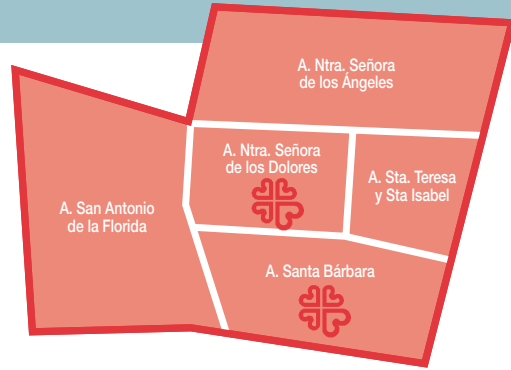 A. Ntra. Señora
de los Ángeles
A. Ntra. Señora
de los Dolores
A. Sta. Teresa
y Sta Isabel
A. San Antonio
de la Florida
A. Santa Bárbara